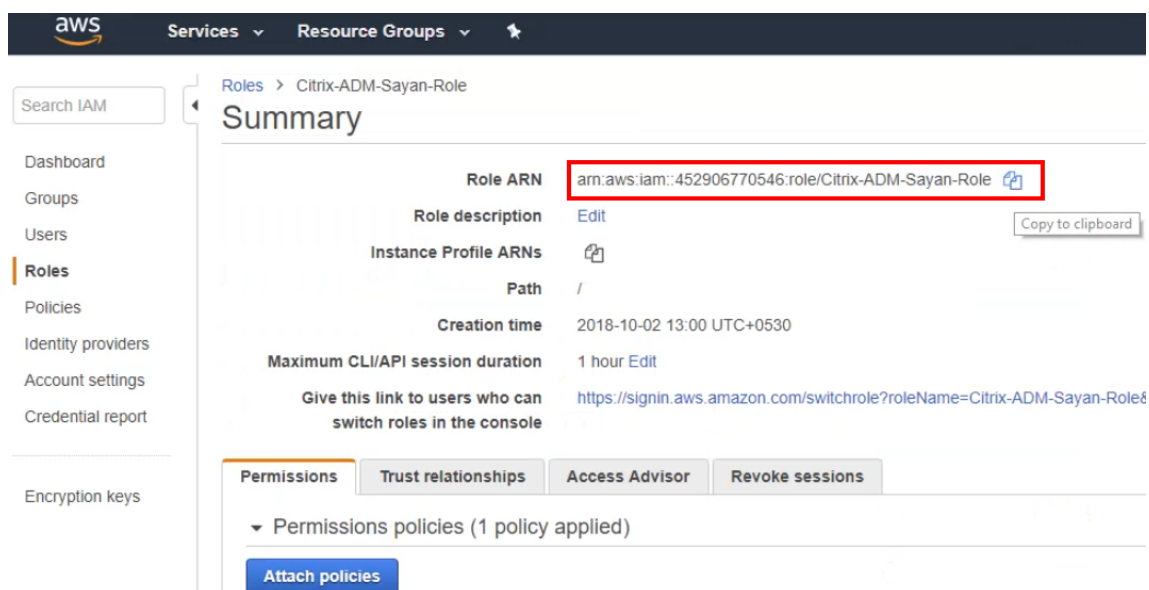 aws
Services
Resource Groups
Search IAM
Dashboard
Groups
Users
Roles
Policies
Identity providers
Account settings
Credential report
Encryption keys
Roles > Citrix-ADM-Sayan-Role
Summary
Role ARN arn:aws:iam::452906770546:role/Citrix-ADM-Sayan-Role
Copy to clipboard
Role description Edit
Instance Profile ARNs
Path /
Creation time 2018-10-02 13:00 UTC+0530
Maximum CLI/API session duration 1 hour Edit
Give this link to users who can
switch roles in the console
https://signin.aws.amazon.com/switchrole?roleName=Citrix-ADM-Sayan-Role&
Permissions
Trust relationships
Access Advisor
Revoke sessions
Permissions policies (1 policy applied)
Attach policies